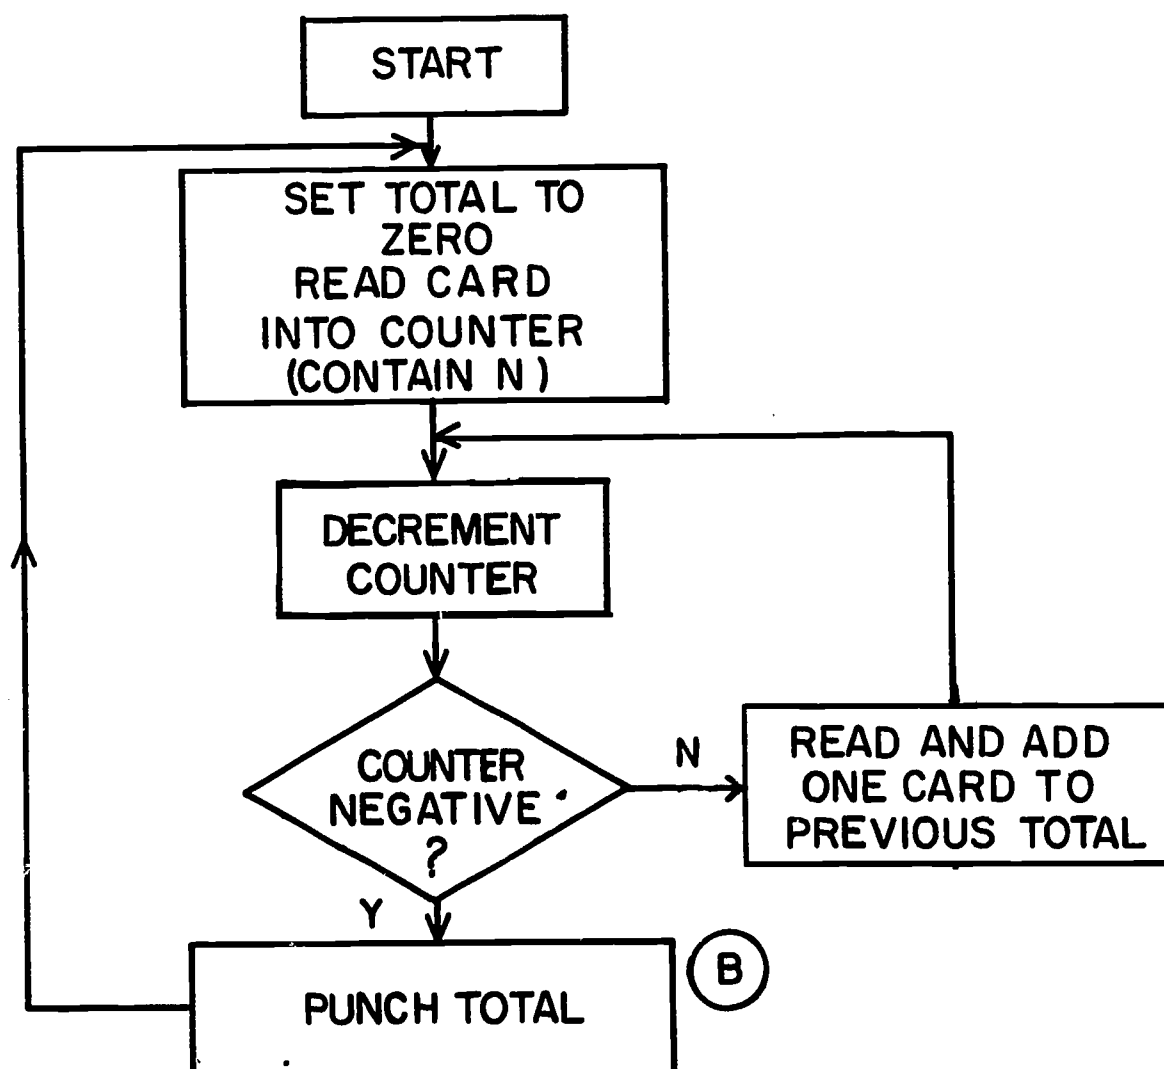 START
SET TOTAL TO
ZERO
READ CARD
INTO COUNTER
(CONTAIN N)
DECREMENT
COUNTER
COUNTER
NEGATIVE
?
N
READ AND ADD
ONE CARD TO
PREVIOUS TOTAL
Y
B
PUNCH TOTAL